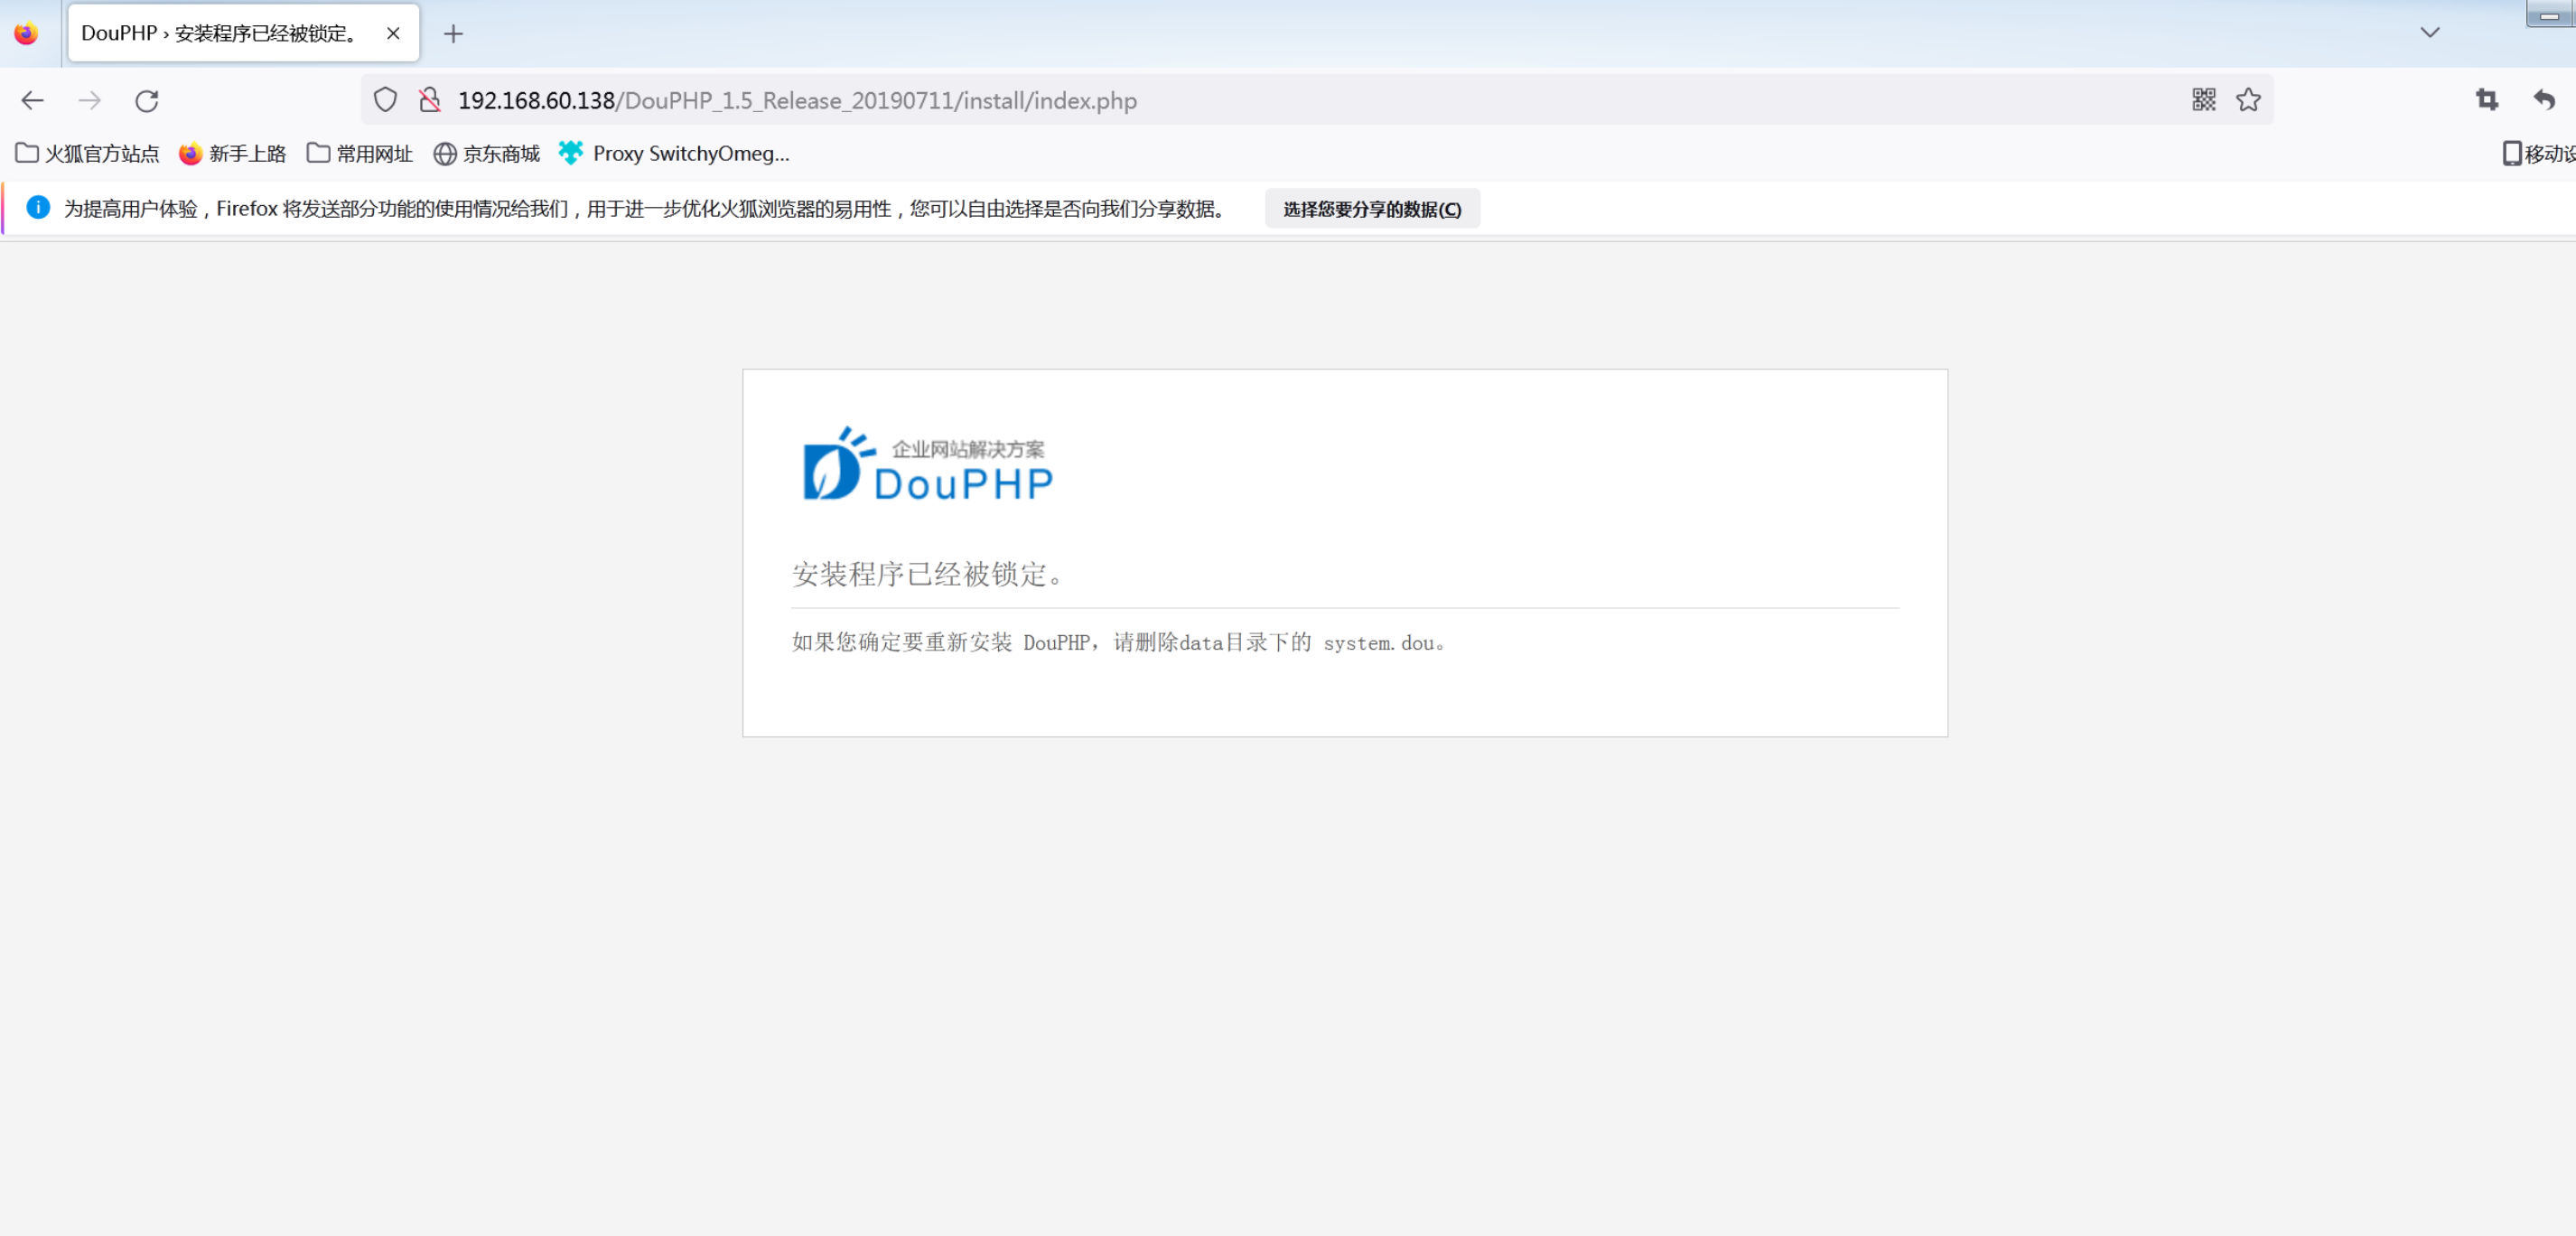 DouPHP › 安装程序已经被锁定。
192.168.60.138/DouPHP_1.5_Release_20190711/install/index.php
火狐官方站点 新手上路 常用网址 京东商城 Proxy SwitchyOmeg... 移动设
为提高用户体验，Firefox 将发送部分功能的使用情况给我们，用于进一步优化火狐浏览器的易用性，您可以自由选择是否向我们分享数据。 选择您要分享的数据(C)
企业网站解决方案
DouPHP
安装程序已经被锁定。
如果您确定要重新安装 DouPHP，请删除data目录下的 system.dou。